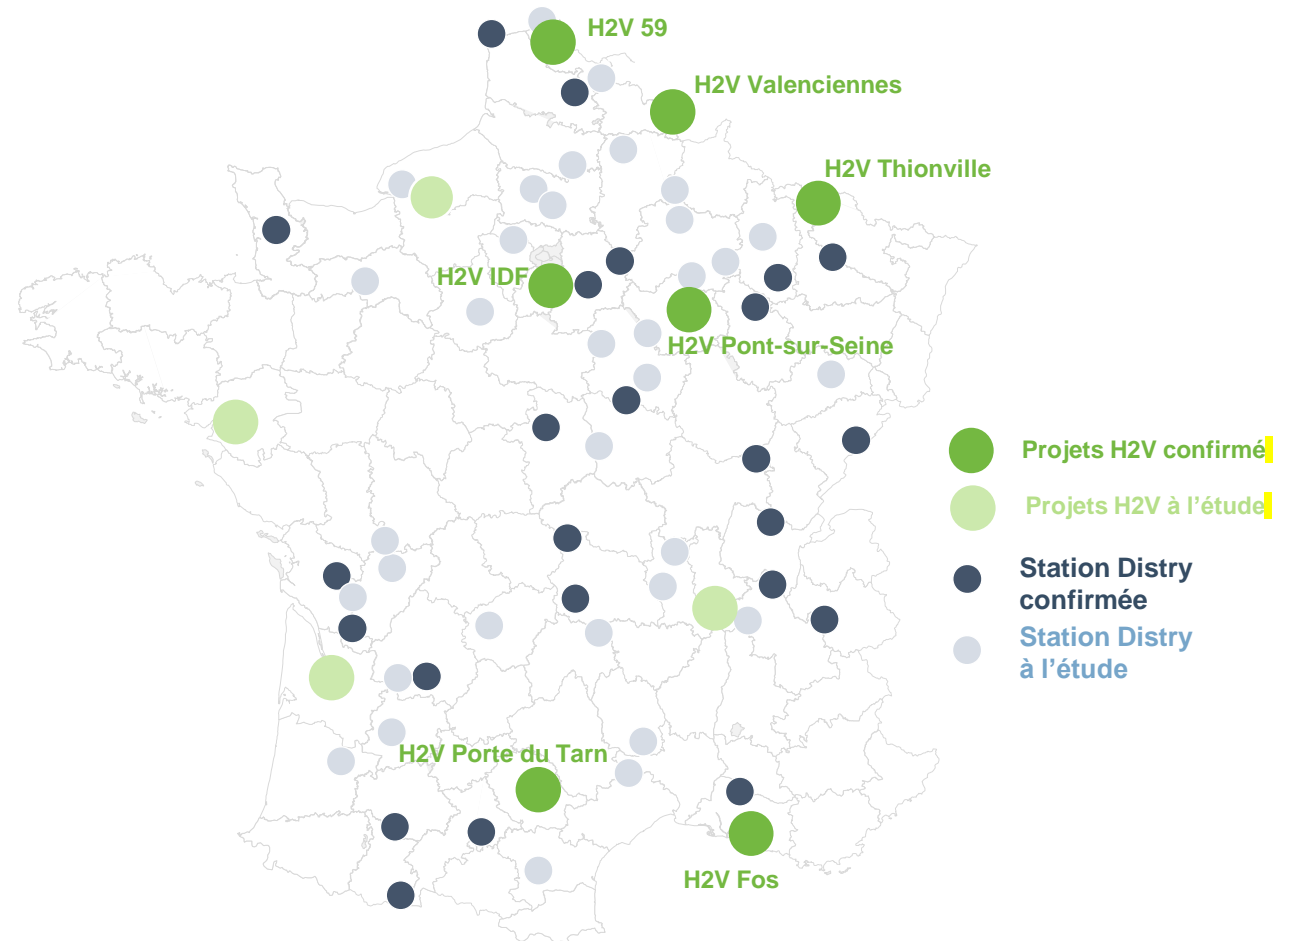 H2V 59
H2V Valenciennes
H2V Thionville
H2V IDF
H2V Pont-sur-Seine
Projets H2V confirmé
Projets H2V à l'étude
Station Distry
confirmée
Station Distry
à l'étude
H2V Porte du Tarn
H2V Fos